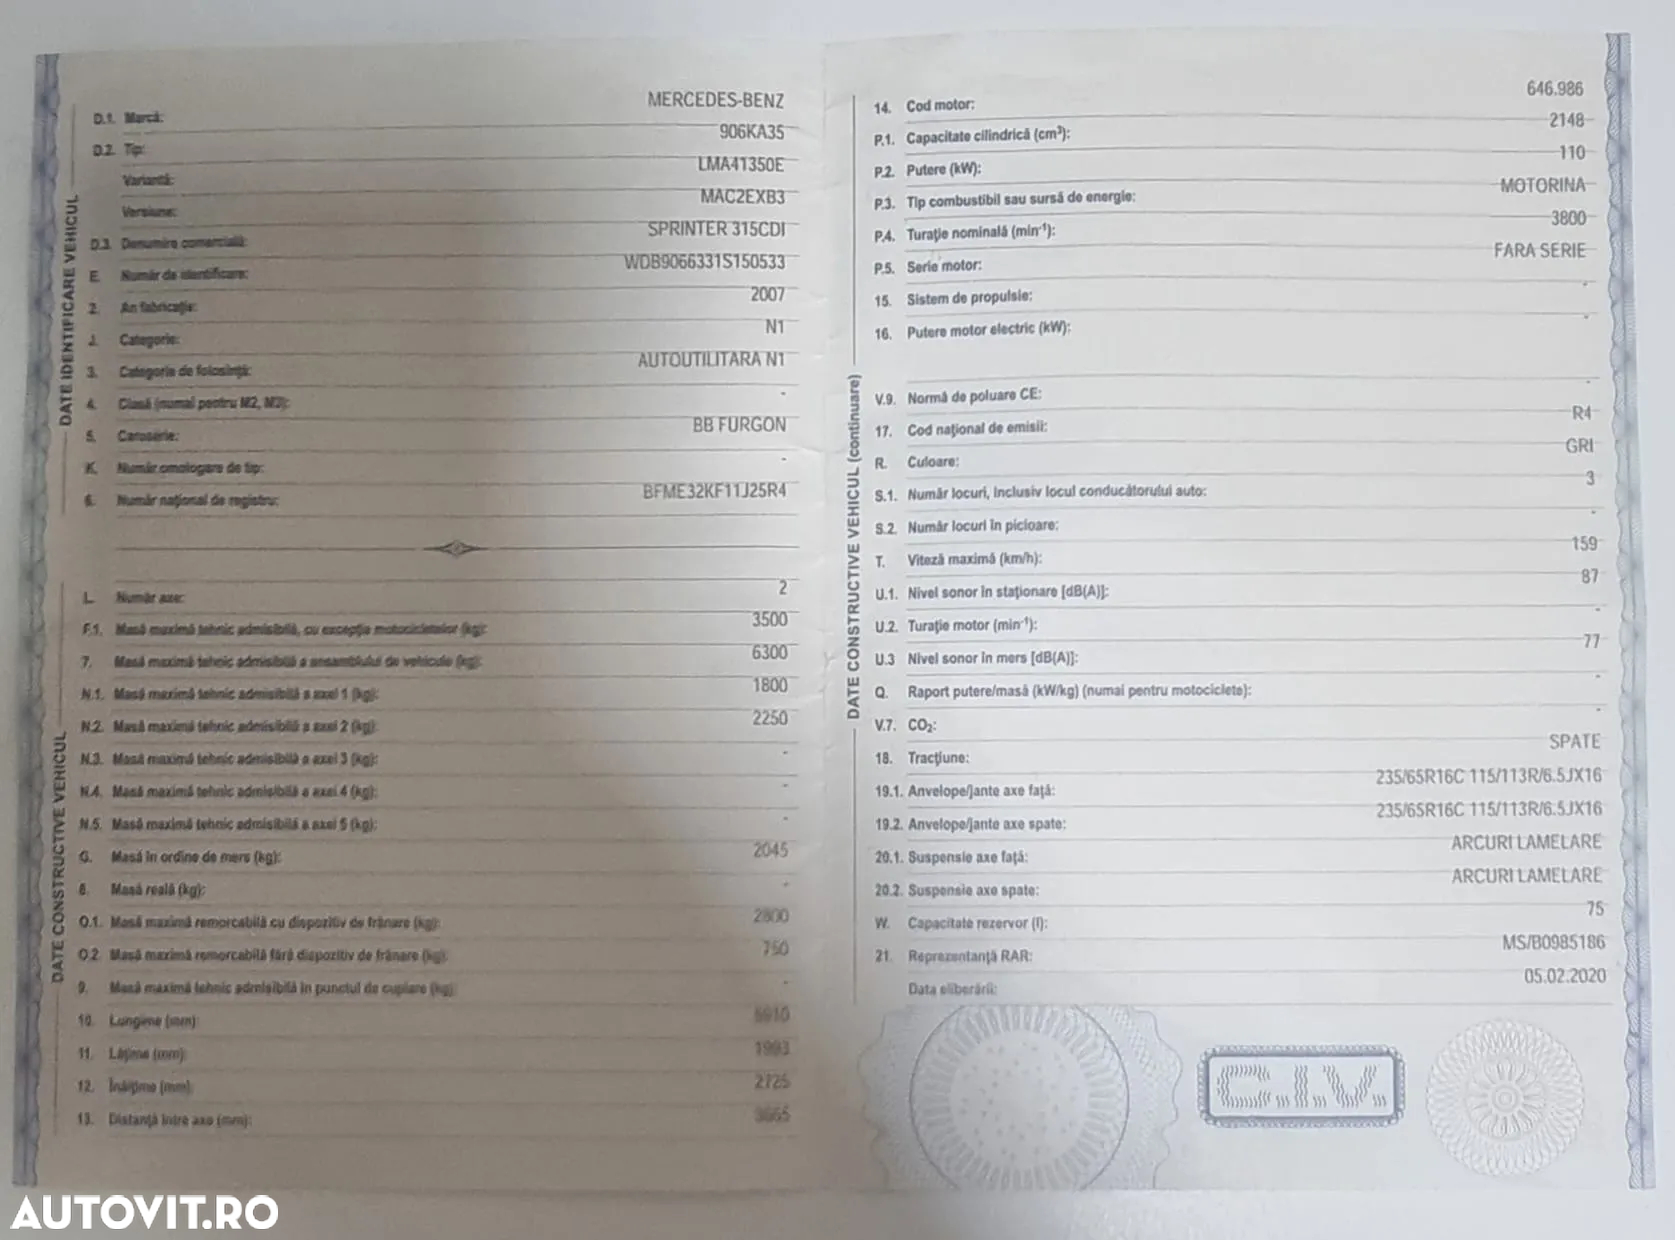 DATE IDENTIFICARE VEHICUL
D.1. Marcă: MERCEDES-BENZ
D.2. Tip: 906KA35
Variantă: LMA41350E
Versiune: MAC2EXB3
D.3. Denumire comercială: SPRINTER 315CDI
E. Număr de identificare: WDB9066331S150533
2. An fabricație: 2007
J. Categorie: N1
3. Categoria de folosință: AUTOUTILITARA N1
4. Clasă (numai pentru M2, M3): -
5. Caroserie: BB FURGON
K. Număr omologare de tip: -
6. Număr național de registru: BFME32KF11J25R4
DATE CONSTRUCTIVE VEHICUL
L. Număr axe: 2
F.1. Masă maximă tehnic admisibilă, cu excepția motocicletelor (kg): 3500
7. Masă maximă tehnic admisibilă a ansamblului de vehicule (kg): 6300
N.1. Masă maximă tehnic admisibilă a axei 1 (kg): 1800
N.2. Masă maximă tehnic admisibilă a axei 2 (kg): 2250
N.3. Masă maximă tehnic admisibilă a axei 3 (kg): -
N.4. Masă maximă tehnic admisibilă a axei 4 (kg): -
N.5. Masă maximă tehnic admisibilă a axei 5 (kg): -
G. Masă în ordine de mers (kg): 2045
8. Masă reală (kg): -
O.1. Masă maximă remorcabilă cu dispozitiv de frânare (kg): 2800
O.2. Masă maximă remorcabilă fără dispozitiv de frânare (kg): 750
9. Masă maximă tehnic admisibilă în punctul de cuplare (kg): -
10. Lungime (mm):
11. Lățime (mm): 1993
12. Înălțime (mm): 2725
13. Distanță între axe (mm): 3665
DATE CONSTRUCTIVE VEHICUL (continuare)
14. Cod motor: 646.986
P.1. Capacitate cilindrică (cm³): 2148
P.2. Putere (kW): 110
P.3. Tip combustibil sau sursă de energie: MOTORINA
P.4. Turație nominală (min⁻¹): 3800
P.5. Serie motor: FARA SERIE
15. Sistem de propulsie: -
16. Putere motor electric (kW): -
V.9. Normă de poluare CE: -
17. Cod național de emisii: R4
R. Culoare: GRI
S.1. Număr locuri, inclusiv locul conducătorului auto: 3
S.2. Număr locuri în picioare: -
T. Viteză maximă (km/h): 159
U.1. Nivel sonor în staționare [dB(A)]: 87
U.2. Turație motor (min⁻¹):
U.3 Nivel sonor în mers [dB(A)]: 77
Q. Raport putere/masă (kW/kg) (numai pentru motociclete): -
V.7. CO₂: -
18. Tracțiune: SPATE
19.1. Anvelope/jante axe față: 235/65R16C 115/113R/6.5JX16
19.2. Anvelope/jante axe spate: 235/65R16C 115/113R/6.5JX16
20.1. Suspensie axe față: ARCURI LAMELARE
20.2. Suspensie axe spate: ARCURI LAMELARE
W. Capacitate rezervor (l): 75
21. Reprezentanță RAR: MS/B0985186
Data eliberării: 05.02.2020
C.I.V.
AUTOVIT.RO